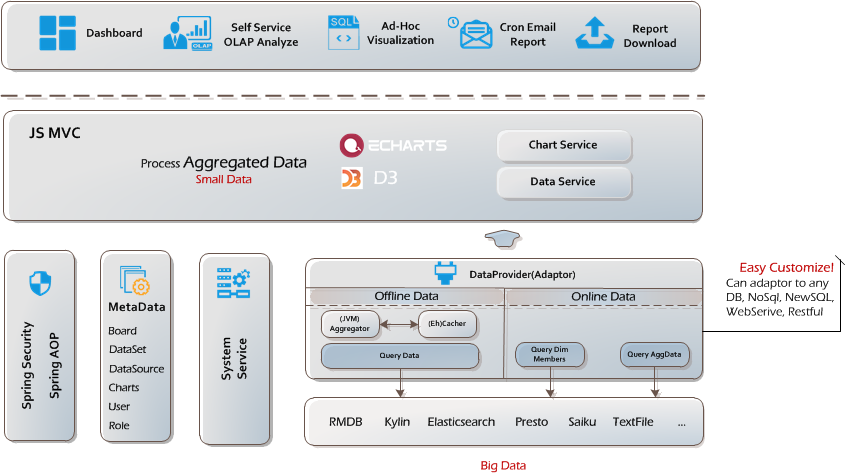 Dashboard
Self Service
OLAP Analyze
OLAP
SQL
Ad-Hoc
Visualization
Cron Email
Report
Report
Download
JS MVC
Process Aggregated Data
Small Data
ECHARTS
D3
D3
Chart Service
Data Service
Spring Security
Spring AOP
MetaData
Board
DataSet
DataSource
Charts
User
Role
System
Service
DataProvider(Adaptor)
Offline Data
Online Data
(JVM)
Aggregator
(Eh)Cacher
Query Data
Query Dim
Members
Query AggData
Easy Customize!
Can adaptor to any
DB, NoSql, NewSQL,
WebSerive, Restful
RMDB Kylin Elasticsearch Presto Saiku TextFile ...
Big Data